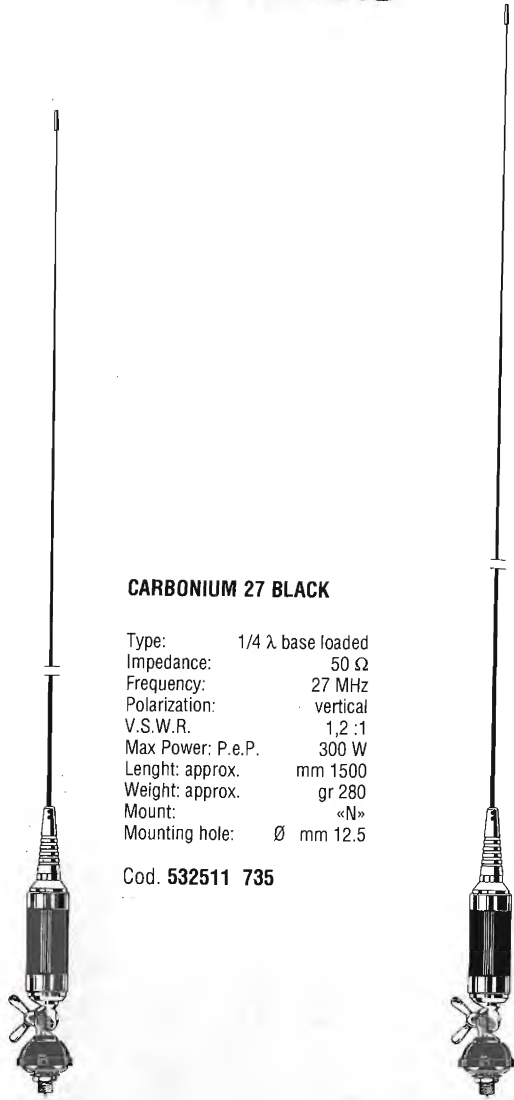 CARBONIUM 27 BLACK
Type: 1/4 λ base loaded
Impedance: 50 Ω
Frequency: 27 MHz
Polarization: vertical
V.S.W.R. 1,2 :1
Max Power: P.e.P. 300 W
Lenght: approx. mm 1500
Weight: approx. gr 280
Mount: «N»
Mounting hole: Ø mm 12.5
Cod. 532511 735